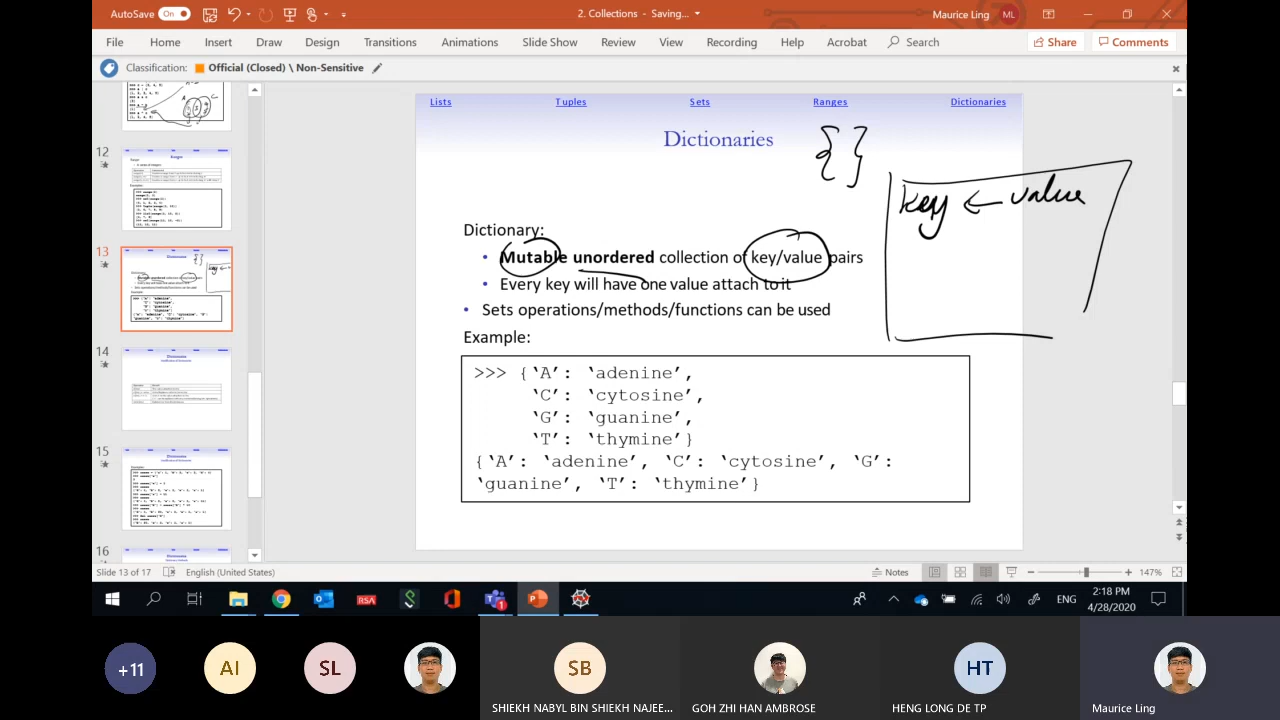 AutoSave
On
2. Collections - Saving...
Maurice Ling
ML
File
Home
Insert
Draw
Design
Transitions
Animations
Slide Show
Review
View
Recording
Help
Acrobat
Search
Share
Comments
Classification:
Official (Closed) \ Non-Sensitive
12
13
14
15
16
Lists
Tuples
Sets
Ranges
Dictionaries
Dictionaries
{}
key ← value
Dictionary:
• Mutable unordered collection of key/value pairs
• Every key will have one value attach to it
• Sets operations/methods/functions can be used
Example:
>>> {‘A’: ‘adenine’,
‘C’: ‘cytosine’,
‘G’: ‘guanine’,
‘T’: ‘thymine’}
{‘A’: ‘adenine’, ‘C’: ‘cytosine’, ‘G’:
‘guanine’, ‘T’: ‘thymine’}
Slide 13 of 17
English (United States)
Notes
147%
RSA
1
ENG
2:18 PM
4/28/2020
+11
AI
SL
SB
HT
SHIEKH NABYL BIN SHIEKH NAJEE...
GOH ZHI HAN AMBROSE
HENG LONG DE TP
Maurice Ling